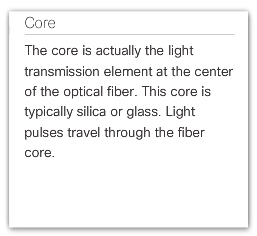 Core
The core is actually the light
transmission element at the center
of the optical fiber. This core is
typically silica or glass. Light
pulses travel through the fiber
core.